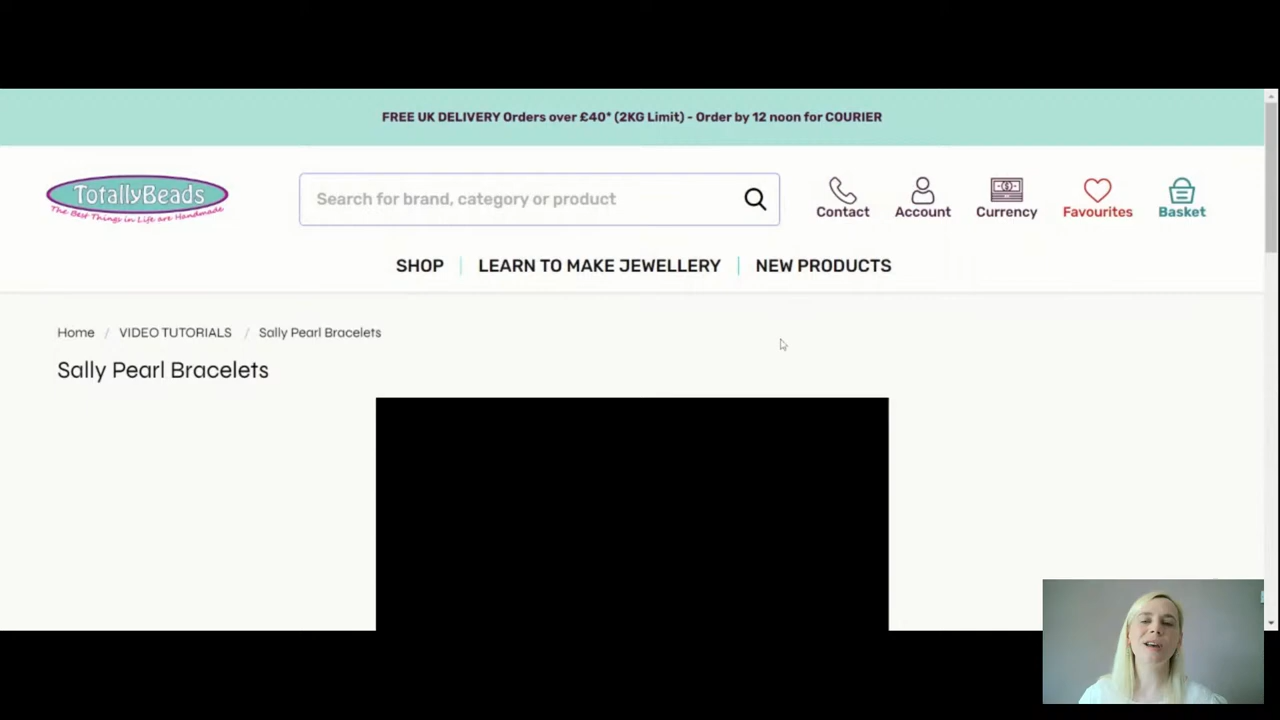 FREE UK DELIVERY Orders over £40* (2KG Limit) - Order by 12 noon for COURIER
TotallyBeads
The Best Things in Life are Handmade
Search for brand, category or product
Contact
Account
Currency
Favourites
Basket
SHOP
LEARN TO MAKE JEWELLERY
NEW PRODUCTS
Home / VIDEO TUTORIALS / Sally Pearl Bracelets
Sally Pearl Bracelets